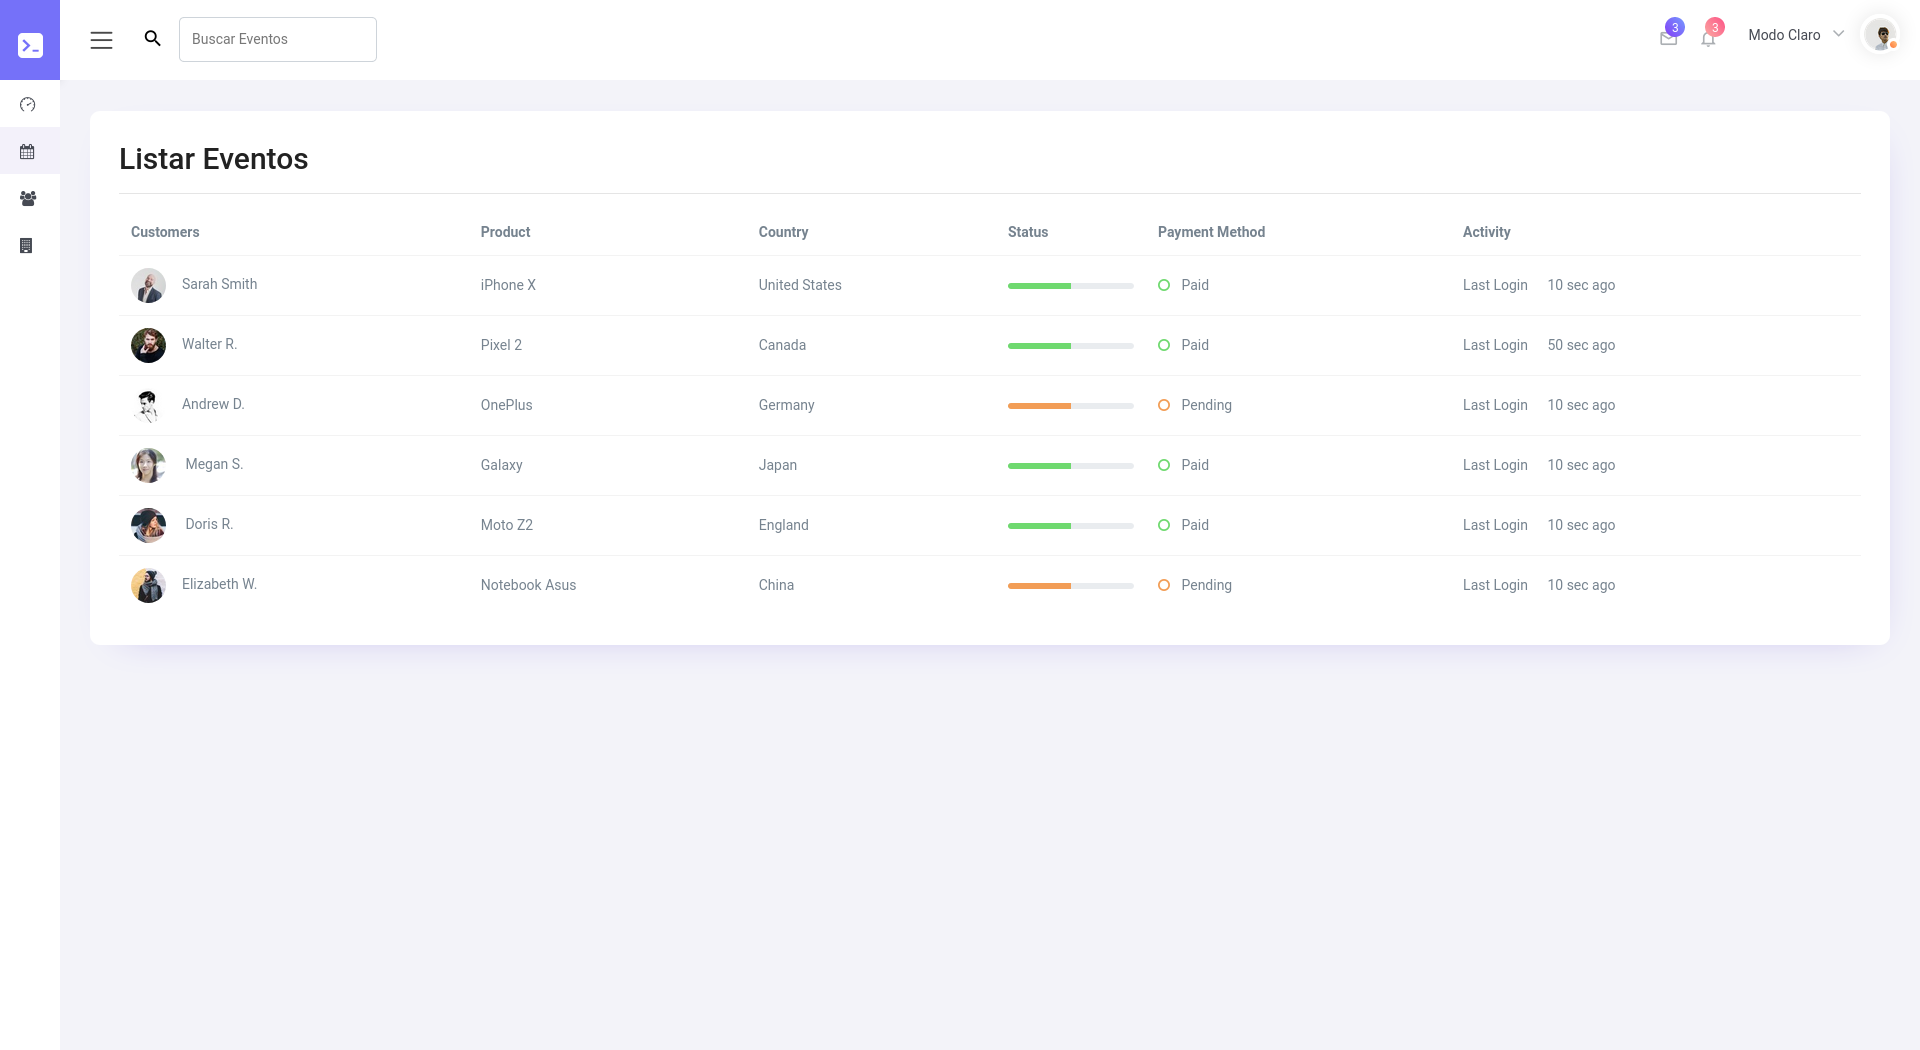 Buscar Eventos
3
3
Modo Claro
Listar Eventos
Customers Product Country Status Payment Method Activity
Sarah Smith iPhone X United States Paid Last Login 10 sec ago
Walter R. Pixel 2 Canada Paid Last Login 50 sec ago
Andrew D. OnePlus Germany Pending Last Login 10 sec ago
Megan S. Galaxy Japan Paid Last Login 10 sec ago
Doris R. Moto Z2 England Paid Last Login 10 sec ago
Elizabeth W. Notebook Asus China Pending Last Login 10 sec ago